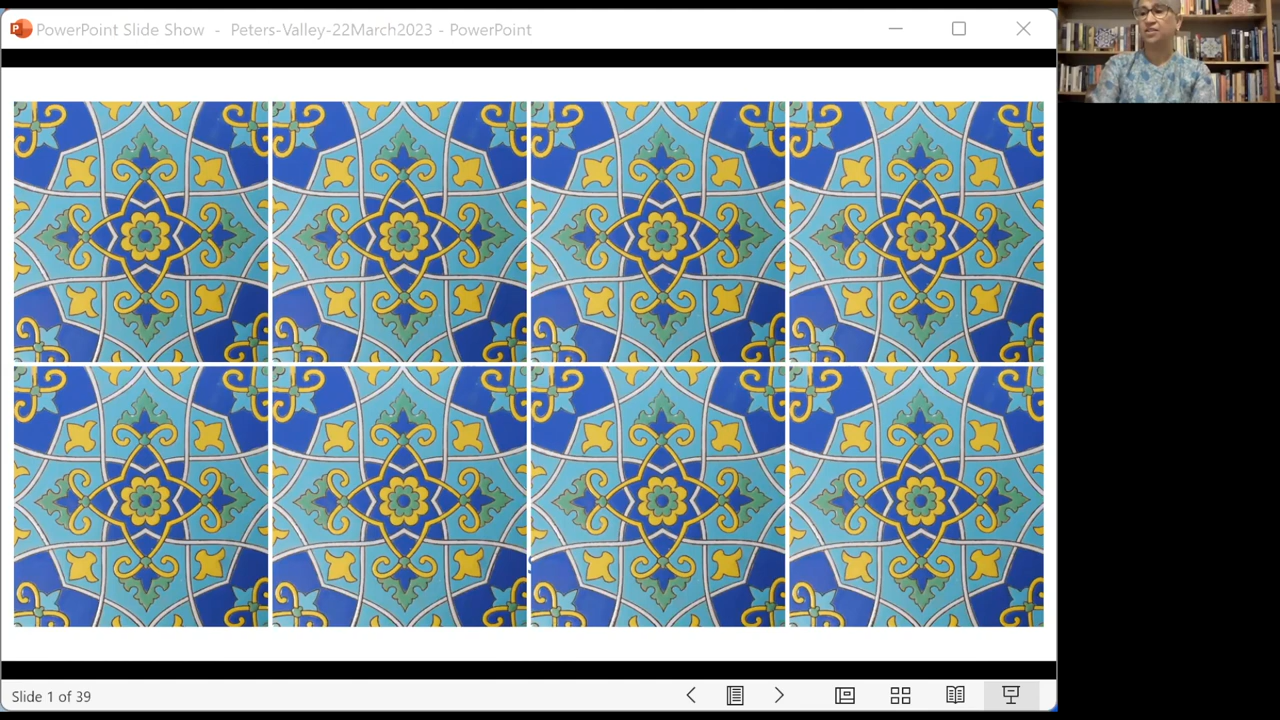 PowerPoint Slide Show - Peters-Valley-22March2023 - PowerPoint
Slide 1 of 39